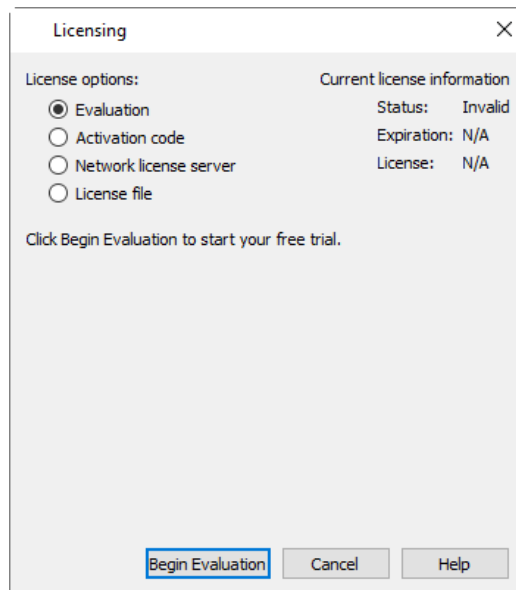 Licensing
License options:
Evaluation
Activation code
Network license server
License file
Current license information
Status: Invalid
Expiration: N/A
License: N/A
Click Begin Evaluation to start your free trial.
Begin Evaluation Cancel Help